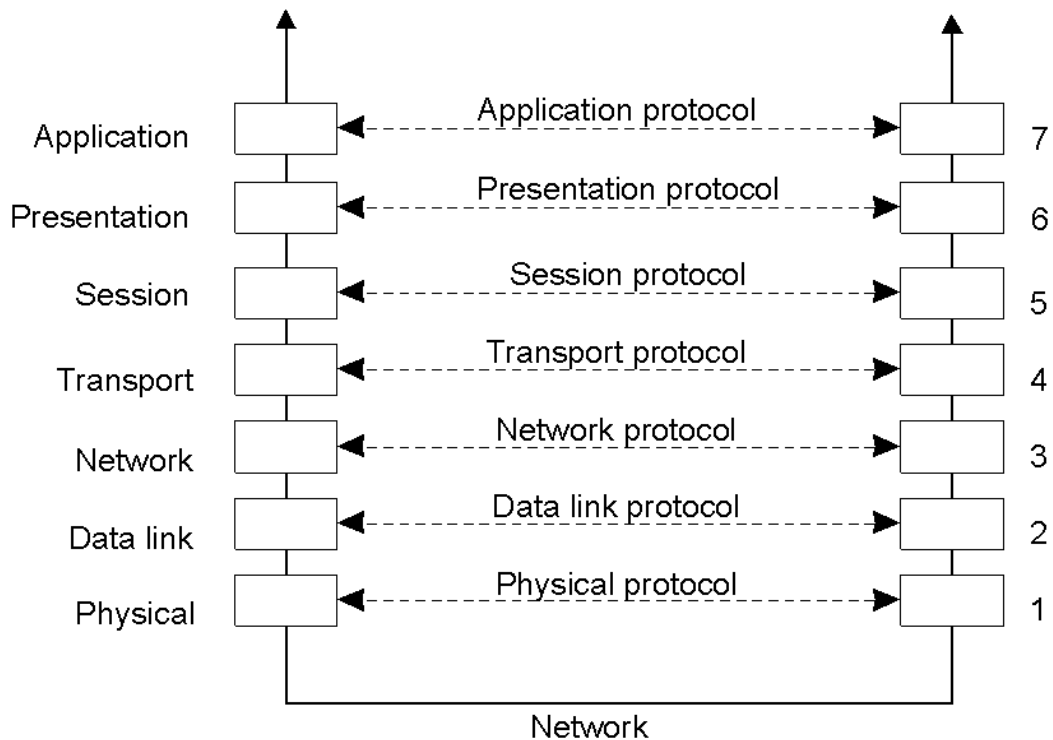 Application protocol
Application
7
Presentation protocol
Presentation
6
Session protocol
Session
5
Transport protocol
Transport
4
Network protocol
Network
3
Data link protocol
Data link
2
Physical protocol
Physical
1
Network